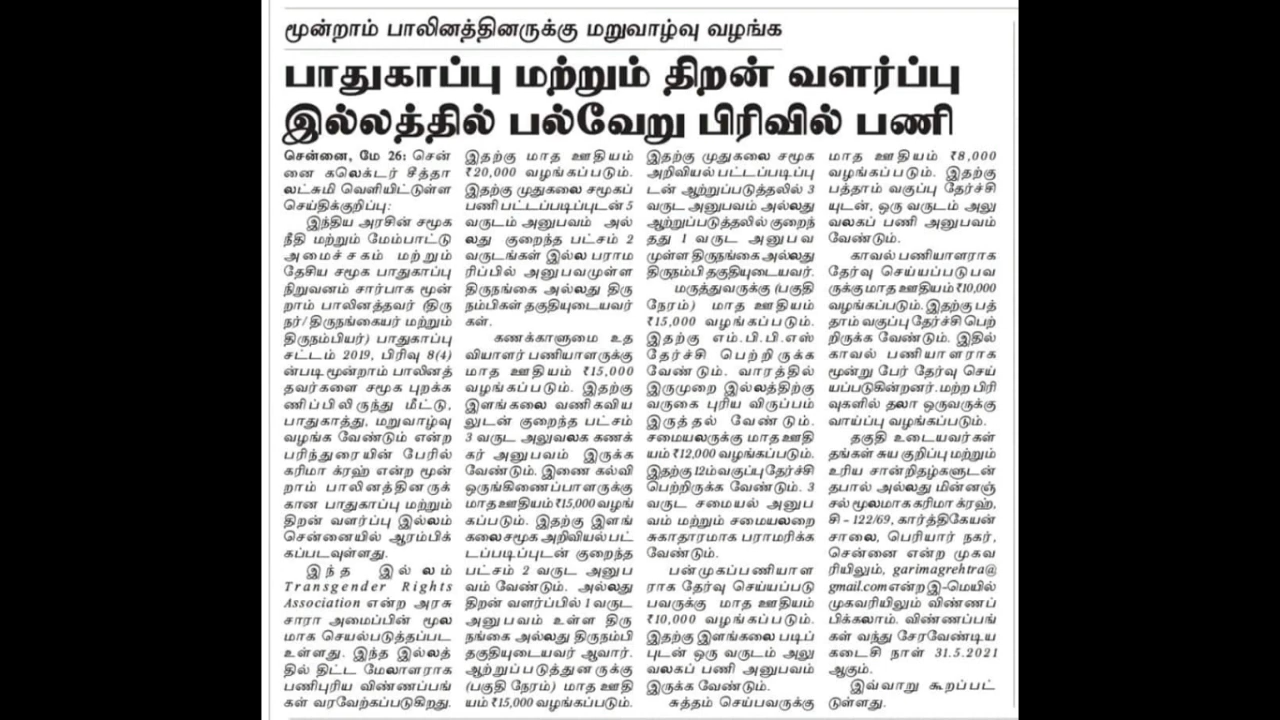 மூன்றாம் பாலினத்தினருக்கு மறுவாழ்வு வழங்க
பாதுகாப்பு மற்றும் திறன் வளர்ப்பு
இல்லத்தில் பல்வேறு பிரிவில் பணி
சென்னை, மே 26: சென்
னை கலெக்டர் சீத்தா
லட்சுமி வெளியிட்டுள்ள
செய்திக்குறிப்பு:
இந்திய அரசின் சமூக
நீதி மற்றும் மேம்பாட்டு
அமைச்சகம் மற்றும்
தேசிய சமூக பாதுகாப்பு
நிறுவனம் சார்பாக மூன்
றாம் பாலினத்தவர் (திரு
நர்/திருநங்கையர் மற்றும்
திருநம்பியர்) பாதுகாப்பு
சட்டம் 2019, பிரிவு 8(4)
ன்படி மூன்றாம் பாலினத்
தவர்களை சமூக புறக்க
ணிப்பிலிருந்து மீட்டு,
பாதுகாத்து, மறுவாழ்வு
வழங்க வேண்டும் என்ற
பரிந்துரையின் பேரில்
கரிமா க்ரஹ் என்ற மூன்
றாம் பாலினத்தினருக்
கான பாதுகாப்பு மற்றும்
திறன் வளர்ப்பு இல்லம்
சென்னையில் ஆரம்பிக்
கப்படவுள்ளது.
இந்த இல்லம்
Transgender Rights
Association என்ற அரசு
சாரா அமைப்பின் மூல
மாக செயல்படுத்தப்பட
உள்ளது. இந்த இல்லத்
தில் திட்ட மேலாளராக
பணிபுரிய விண்ணப்பங்
கள் வரவேற்கப்படுகிறது.
இதற்கு மாத ஊதியம்
₹20,000 வழங்கப்படும்.
இதற்கு முதுகலை சமூகப்
பணி பட்டப்படிப்புடன் 5
வருடம் அனுபவம் அல்
லது குறைந்த பட்சம் 2
வருடங்கள் இல்ல பராம
ரிப்பில் அனுபவமுள்ள
திருநங்கை அல்லது திரு
நம்பிகள் தகுதியுடையவர்
கள்.
கணக்காளுமை உத
வியாளர் பணியாளருக்கு
மாத ஊதியம் ₹15,000
வழங்கப்படும். இதற்கு
இளங்கலை வணிகவிய
லுடன் குறைந்த பட்சம்
3 வருட அலுவலக கணக்
கர் அனுபவம் இருக்க
வேண்டும். இணை கல்வி
ஒருங்கிணைப்பாளருக்கு
மாத ஊதியம் ₹15,000 வழங்
கப்படும். இதற்கு இளங்
கலை சமூக அறிவியல் பட்
டப்படிப்புடன் குறைந்த
பட்சம் 2 வருட அனுப
வம் வேண்டும். அல்லது
திறன் வளர்ப்பில் 1 வருட
அனுபவம் உள்ள திரு
நங்கை அல்லது திருநம்பி
தகுதியுடையவர் ஆவார்.
ஆற்றுப்படுத்துனருக்கு
(பகுதி நேரம்) மாத ஊதி
யம் ₹15,000 வழங்கப்படும்.
இதற்கு முதுகலை சமூக
அறிவியல் பட்டப்படிப்பு
டன் ஆற்றுப்படுத்தலில் 3
வருட அனுபவம் அல்லது
ஆற்றுப்படுத்தலில் குறைந்
தது 1 வருட அனுபவ
முள்ள திருநங்கை அல்லது
திருநம்பி தகுதியுடையவர்.
மருத்துவருக்கு (பகுதி
நேரம்) மாத ஊதியம்
₹15,000 வழங்கப்படும்.
இதற்கு எம்.பி.பி.எஸ்
தேர்ச்சி பெற்றிருக்க
வேண்டும். வாரத்தில்
இருமுறை இல்லத்திற்கு
வருகை புரிய விருப்பம்
இருத்தல் வேண்டும்.
சமையலருக்கு மாத ஊதி
யம் ₹12,000 வழங்கப்படும்.
இதற்கு 12ம் வகுப்பு தேர்ச்சி
பெற்றிருக்க வேண்டும். 3
வருட சமையல் அனுப
வம் மற்றும் சமையலறை
சுகாதாரமாக பராமரிக்க
வேண்டும்.
பன்முகப்பணியாள
ராக தேர்வு செய்யப்படு
பவருக்கு மாத ஊதியம்
₹10,000 வழங்கப்படும்.
இதற்கு இளங்கலை படிப்
புடன் ஒரு வருடம் அலு
வலகப் பணி அனுபவம்
இருக்க வேண்டும்.
சுத்தம் செய்பவருக்கு
மாத ஊதியம் ₹8,000
வழங்கப்படும். இதற்கு
பத்தாம் வகுப்பு தேர்ச்சி
யுடன், ஒரு வருடம் அலு
வலகப் பணி அனுபவம்
வேண்டும்.
காவல் பணியாளராக
தேர்வு செய்யப்படுபவ
ருக்கு மாத ஊதியம் ₹10,000
வழங்கப்படும். இதற்கு பத்
தாம் வகுப்பு தேர்ச்சி பெற்
றிருக்க வேண்டும். இதில்
காவல் பணியாளராக
மூன்று பேர் தேர்வு செய்
யப்படுகின்றனர். மற்ற பிரி
வுகளில் தலா ஒருவருக்கு
வாய்ப்பு வழங்கப்படும்.
தகுதி உடையவர்கள்
தங்கள் சுய குறிப்பு மற்றும்
உரிய சான்றிதழ்களுடன்
தபால் அல்லது மின்னஞ்
சல் மூலமாக கரிமா க்ரஹ்,
சி – 122/69, கார்த்திகேயன்
சாலை, பெரியார் நகர்,
சென்னை என்ற முகவ
ரியிலும், garimagrehtra@
gmail.com என்ற இ-மெயில்
முகவரியிலும் விண்ணப்
பிக்கலாம். விண்ணப்பங்
கள் வந்து சேரவேண்டிய
கடைசி நாள் 31.5.2021
ஆகும்.
இவ்வாறு கூறப்பட்
டுள்ளது.